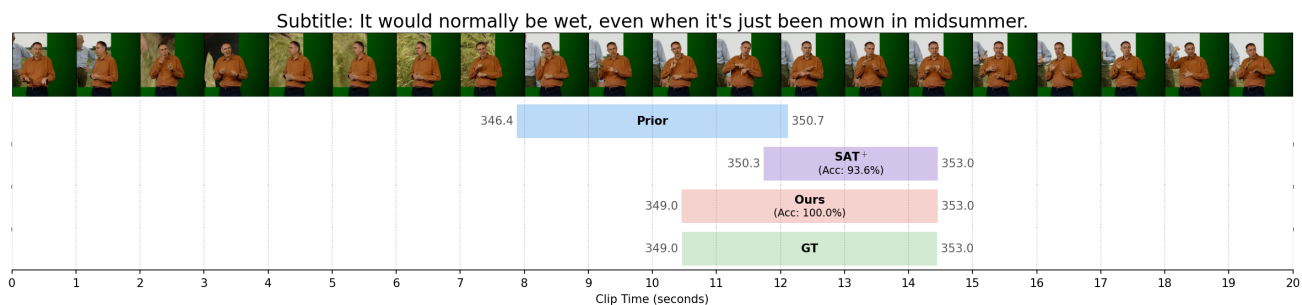 Subtitle: It would normally be wet, even when it's just been mown in midsummer.
346.4 Prior 350.7
350.3 SAT⁺ 353.0
(Acc: 93.6%)
349.0 Ours 353.0
(Acc: 100.0%)
349.0 GT 353.0
0 1 2 3 4 5 6 7 8 9 10 11 12 13 14 15 16 17 18 19 20
Clip Time (seconds)